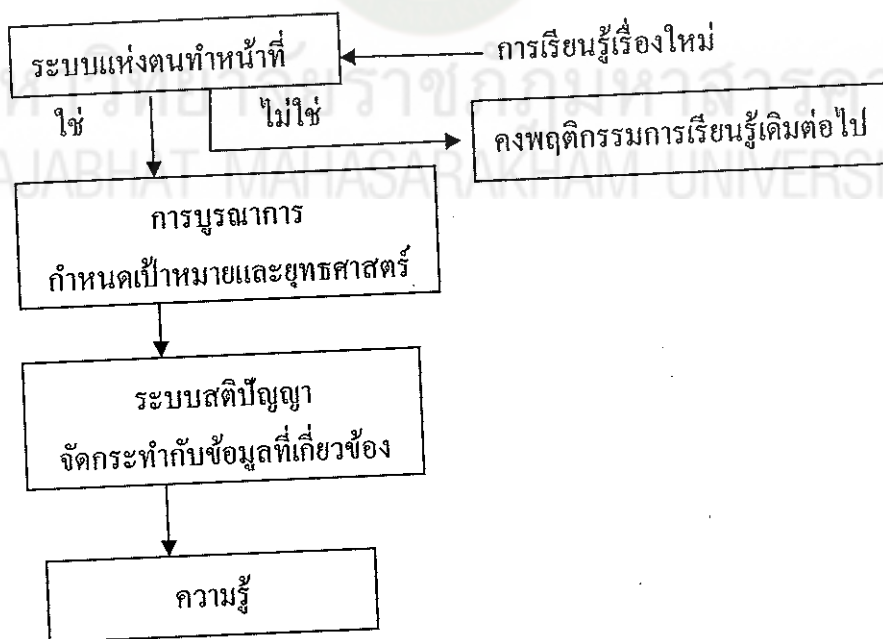 ระบบแห่งตนทำหน้าที่
การเรียนรู้เรื่องใหม่
ใช่
ไม่ใช่
คงพฤติกรรมการเรียนรู้เดิมต่อไป
RAJABHAT MAHASARAKHAM UNIVERSI
การบูรณาการ
กำหนดเป้าหมายและยุทธศาสตร์
ระบบสติปัญญา
จัดกระทำกับข้อมูลที่เกี่ยวข้อง
ความรู้